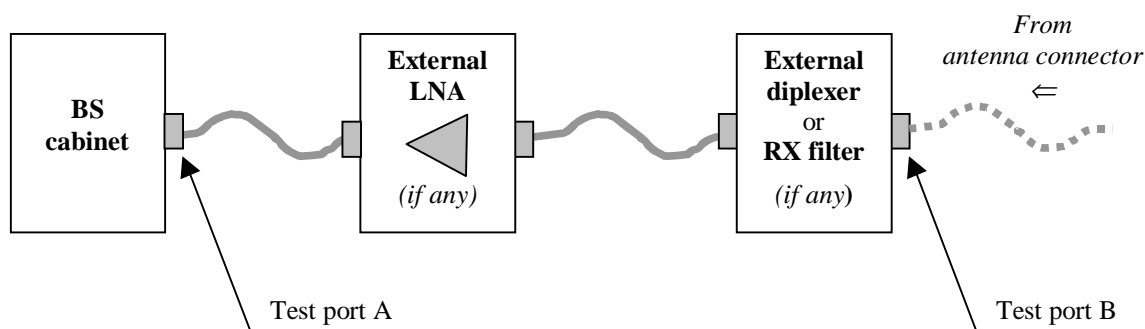 BS
cabinet
External
LNA
(if any)
External
diplexer
or
RX filter
(if any)
From
antenna connector
⇐
Test port A
Test port B